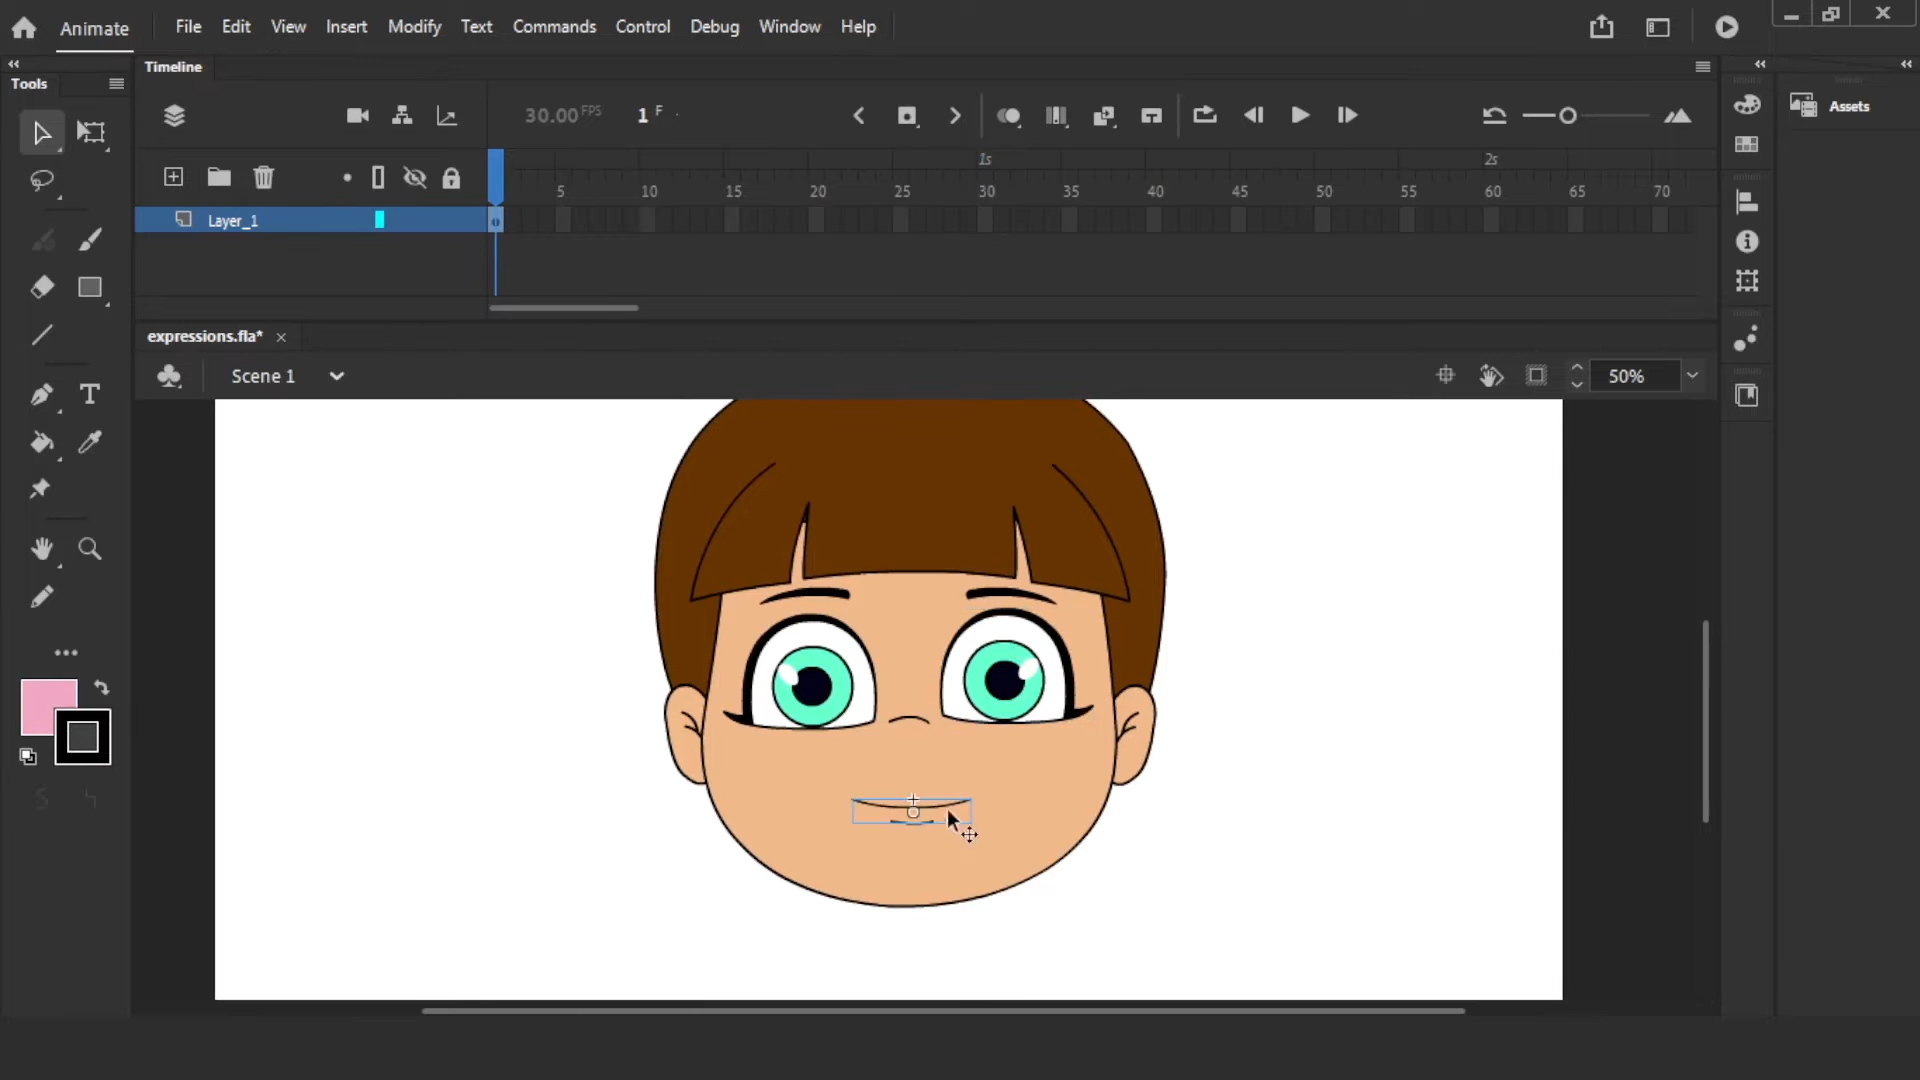 Animate File Edit View Insert Modify Text Commands Control Debug Window Help
Timeline
Tools
30.00 FPS 1 F
Assets
1s 2s
5 10 15 20 25 30 35 40 45 50 55 60 65 70
Layer_1
expressions.fla*
Scene 1
50%
T